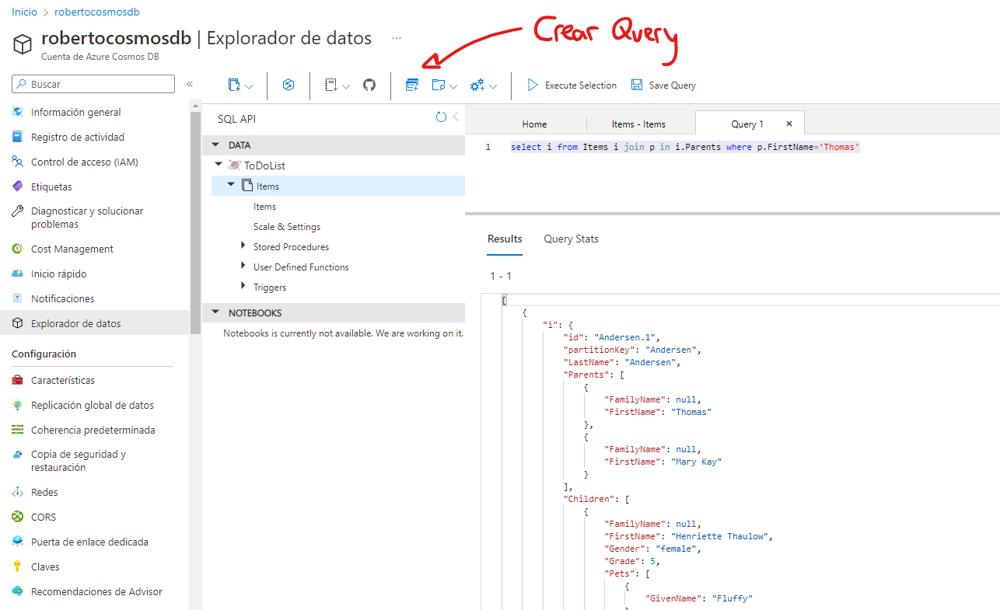 Inicio > robertocosmosdb
robertocosmosdb | Explorador de datos ...
Cuenta de Azure Cosmos DB
Crear Query
Buscar
«
Execute Selection
Save Query
Información general
Registro de actividad
Control de acceso (IAM)
Etiquetas
Diagnosticar y solucionar
problemas
Cost Management
Inicio rápido
Notificaciones
Explorador de datos
Configuración
Características
Replicación global de datos
Coherencia predeterminada
Copia de seguridad y
restauración
Redes
CORS
Puerta de enlace dedicada
Claves
Recomendaciones de Advisor
SQL API
DATA
ToDoList
Items
Items
Scale & Settings
Stored Procedures
User Defined Functions
Triggers
NOTEBOOKS
Notebooks is currently not available. We are working on it.
Home
Items - Items
Query 1
1 select i from Items i join p in i.Parents where p.FirstName='Thomas'
Results
Query Stats
1 - 1
[
{
"i": {
"id": "Andersen.1",
"partitionKey": "Andersen",
"LastName": "Andersen",
"Parents": [
{
"FamilyName": null,
"FirstName": "Thomas"
},
{
"FamilyName": null,
"FirstName": "Mary Kay"
}
],
"Children": [
{
"FamilyName": null,
"FirstName": "Henriette Thaulow",
"Gender": "female",
"Grade": 5,
"Pets": [
{
"GivenName": "Fluffy"